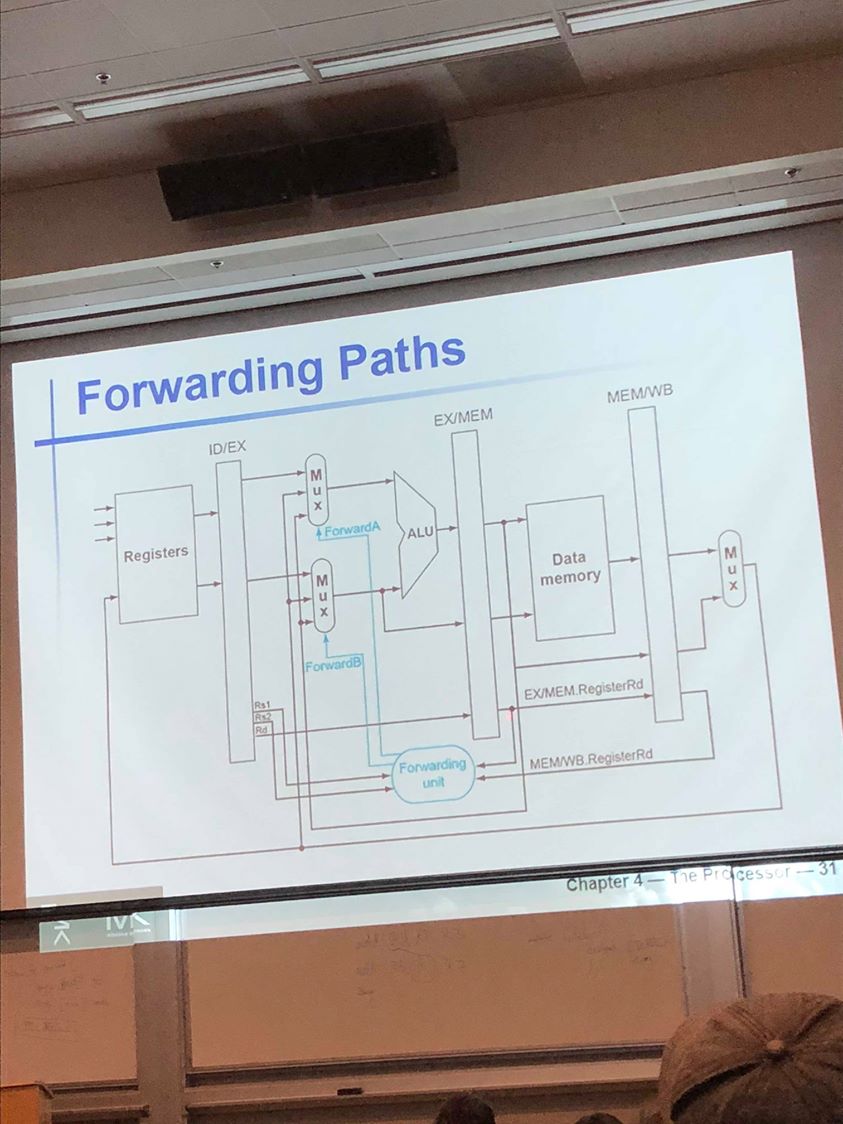 Forwarding Paths
ID/EX
EX/MEM
MEM/WB
Registers
Mux
ForwardA
ALU
Mux
ForwardB
Data
memory
Mux
Rs1
Rs2
Rd
EX/MEM.RegisterRd
Forwarding
unit
MEM/WB.RegisterRd
Chapter 4 — The Processor — 31